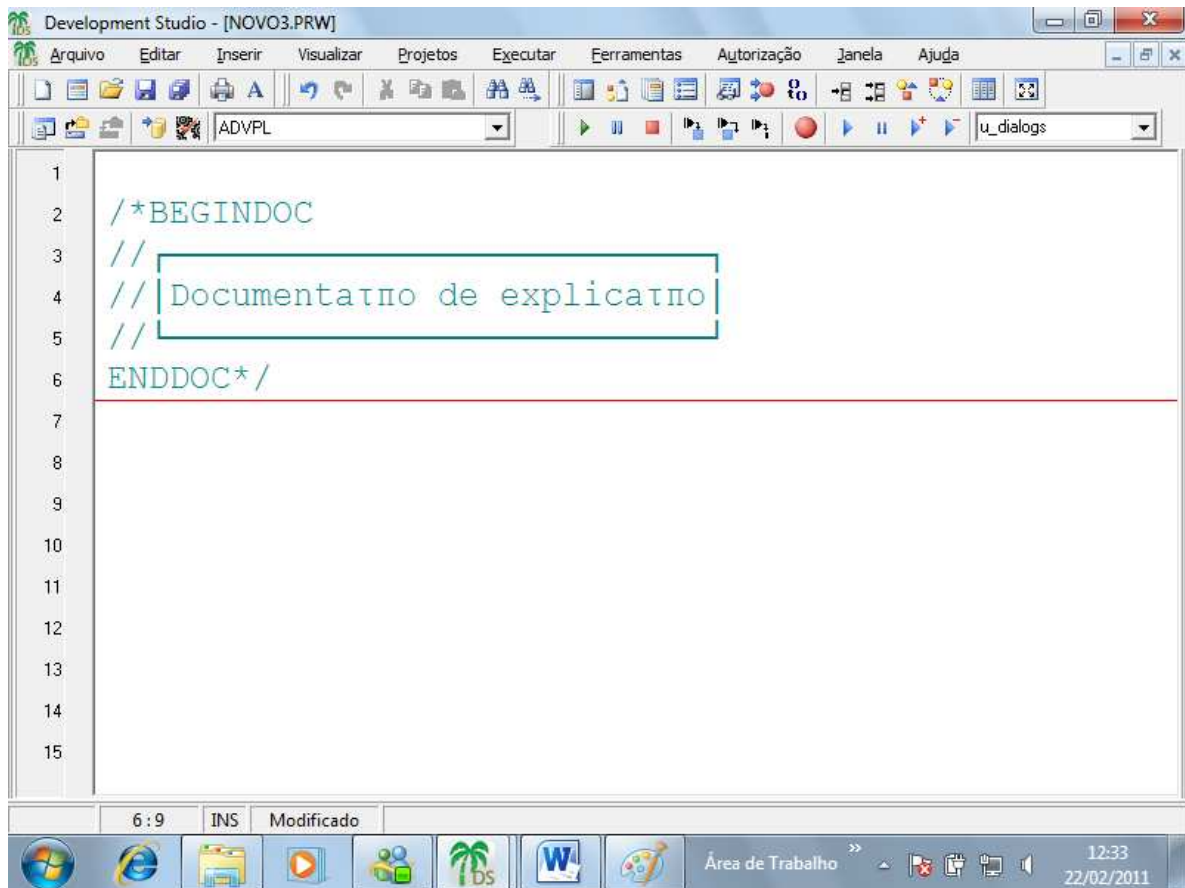 Development Studio - [NOVO3.PRW]
Arquivo Editar Inserir Visualizar Projetos Executar Ferramentas Autorização Janela Ajuda
ADVPL u_dialogs
1
2 /*BEGINDOC
3 //┌──────────────────────────┐
4 //│Documentaτπo de explicaτπo│
5 //└──────────────────────────┘
6 ENDDOC*/
7
8
9
10
11
12
13
14
15
6:9 INS Modificado
Área de Trabalho » 12:33
22/02/2011